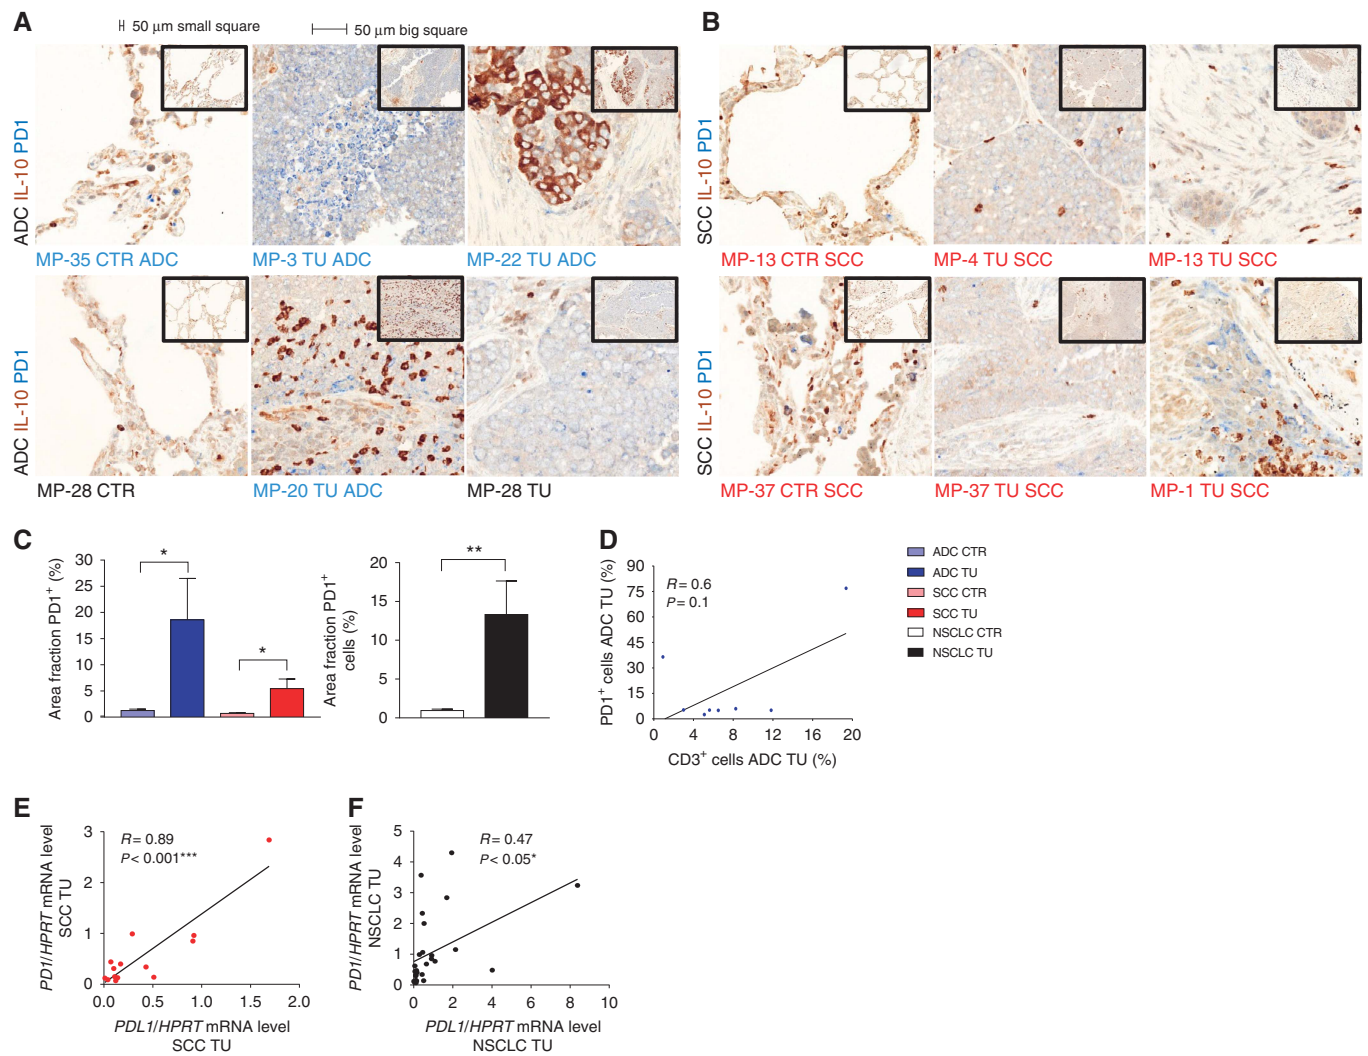 A
50 μm small square
50 μm big square
B
ADC IL-10 PD1
MP-35 CTR ADC
MP-3 TU ADC
MP-22 TU ADC
SCC IL-10 PD1
MP-13 CTR SCC
MP-4 TU SCC
MP-13 TU SCC
ADC IL-10 PD1
MP-28 CTR
MP-20 TU ADC
MP-28 TU
SCC IL-10 PD1
MP-37 CTR SCC
MP-37 TU SCC
MP-1 TU SCC
C
Area fraction PD1+ (%)
30
25
20
15
10
5
0
*
*
Area fraction PD1+
cells (%)
20
15
10
5
0
**
D
PD1+ cells ADC TU (%)
90
75
60
45
30
15
0
R = 0.6
P = 0.1
0 4 8 12 16 20
CD3+ cells ADC TU (%)
ADC CTR
ADC TU
SCC CTR
SCC TU
NSCLC CTR
NSCLC TU
E
PD1/HPRT mRNA level
SCC TU
3
2
1
0
R = 0.89
P < 0.001***
0.0 0.5 1.0 1.5 2.0
PDL1/HPRT mRNA level
SCC TU
F
PD1/HPRT mRNA level
NSCLC TU
5
4
3
2
1
0
R = 0.47
P < 0.05*
0 2 4 6 8 10
PDL1/HPRT mRNA level
NSCLC TU